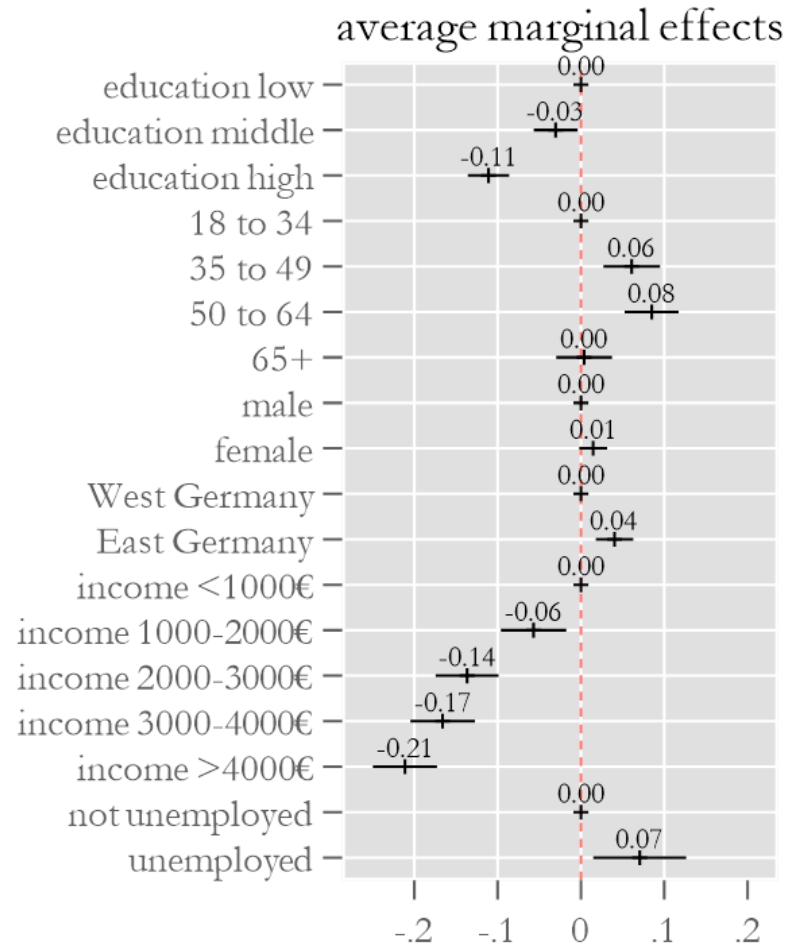 average marginal effects
0.00
education low
-0.03
education middle
-0.11
education high
0.00
18 to 34
0.06
35 to 49
0.08
50 to 64
0.00
65+
0.00
male
0.01
female
0.00
West Germany
0.04
East Germany
0.00
income <1000€
-0.06
income 1000-2000€
-0.14
income 2000-3000€
-0.17
income 3000-4000€
-0.21
income >4000€
0.00
not unemployed
0.07
unemployed
-.2 -.1 0 .1 .2